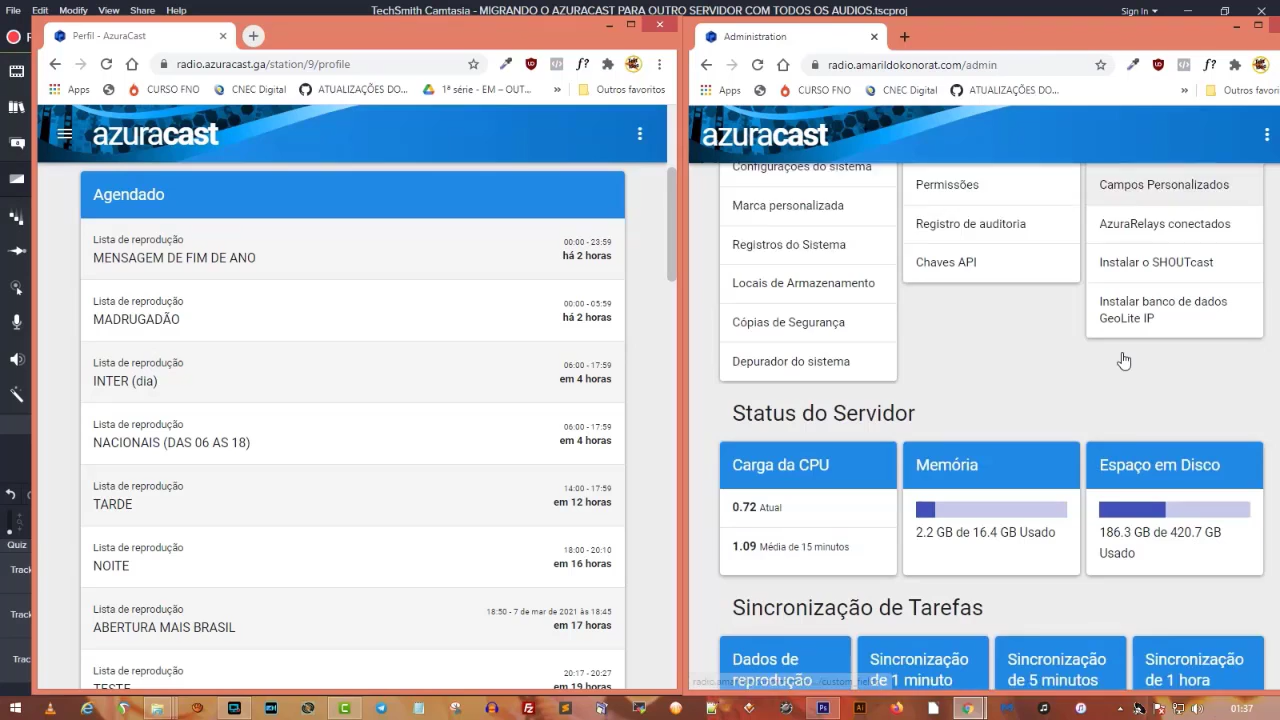 File Edit Modify View Share Help
TechSmith Camtasia - MIGRANDO O AZURACAST PARA OUTRO SERVIDOR COM TODOS OS AUDIOS.tscproj
Sign In
Perfil - AzuraCast
radio.azuracast.ga/station/9/profile
Apps CURSO FNO CNEC Digital ATUALIZAÇÕES DO... 1ª série - EM – OUT... » Outros favoritos
azuracast
Agendado
Lista de reprodução
MENSAGEM DE FIM DE ANO
00:00 - 23:59
há 2 horas
Lista de reprodução
MADRUGADÃO
00:00 - 05:59
há 2 horas
Lista de reprodução
INTER (dia)
06:00 - 17:59
em 4 horas
Lista de reprodução
NACIONAIS (DAS 06 AS 18)
06:00 - 17:59
em 4 horas
Lista de reprodução
TARDE
14:00 - 17:59
em 12 horas
Lista de reprodução
NOITE
18:00 - 20:10
em 16 horas
Lista de reprodução
ABERTURA MAIS BRASIL
18:50 - 7 de mar de 2021 às 18:45
em 17 horas
Lista de reprodução
TESTE
20:17 - 20:27
em 19 horas
Administration
radio.amarildokonorat.com/admin
Apps CURSO FNO CNEC Digital ATUALIZAÇÕES DO... » Outros favoritos
azuracast
Configurações do sistema
Marca personalizada
Registros do Sistema
Locais de Armazenamento
Cópias de Segurança
Depurador do sistema
Permissões
Registro de auditoria
Chaves API
Campos Personalizados
AzuraRelays conectados
Instalar o SHOUTcast
Instalar banco de dados
GeoLite IP
Status do Servidor
Carga da CPU
0.72 Atual
1.09 Média de 15 minutos
Memória
2.2 GB de 16.4 GB Usado
Espaço em Disco
186.3 GB de 420.7 GB
Usado
Sincronização de Tarefas
Dados de
reprodução
Sincronização
de 1 minuto
Sincronização
de 5 minutos
Sincronização
de 1 hora
Quiz
Track
Track
Trac
01:37